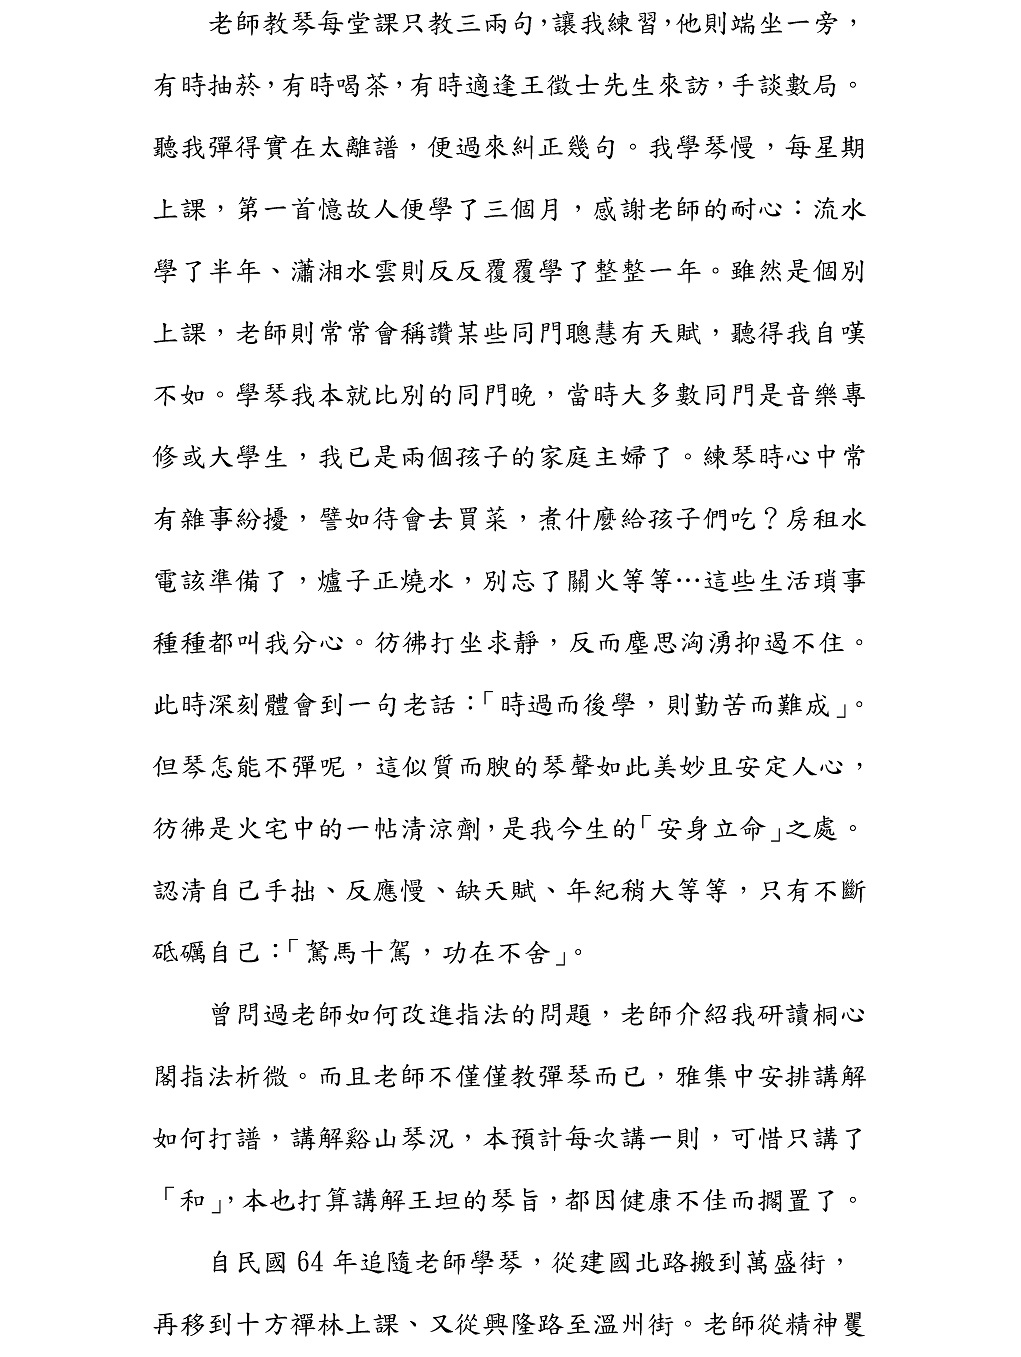 老師教琴每堂課只教三兩句，讓我練習，他則端坐一旁，
有時抽菸，有時喝茶，有時適逢王徵士先生來訪，手談數局。
聽我彈得實在太離譜，便過來糾正幾句。我學琴慢，每星期
上課，第一首憶故人便學了三個月，感謝老師的耐心：流水
學了半年、瀟湘水雲則反反覆覆學了整整一年。雖然是個別
上課，老師則常常會稱讚某些同門聰慧有天賦，聽得我自嘆
不如。學琴我本就比別的同門晚，當時大多數同門是音樂專
修或大學生，我已是兩個孩子的家庭主婦了。練琴時心中常
有雜事紛擾，譬如待會去買菜，煮什麼給孩子們吃？房租水
電該準備了，爐子正燒水，別忘了關火等等…這些生活瑣事
種種都叫我分心。彷彿打坐求靜，反而塵思洶湧抑遏不住。
此時深刻體會到一句老話：「時過而後學，則勤苦而難成」。
但琴怎能不彈呢，這似質而腴的琴聲如此美妙且安定人心，
彷彿是火宅中的一帖清涼劑，是我今生的「安身立命」之處。
認清自己手拙、反應慢、缺天賦、年紀稍大等等，只有不斷
砥礪自己：「駑馬十駕，功在不舍」。
曾問過老師如何改進指法的問題，老師介紹我研讀桐心
閣指法析微。而且老師不僅僅教彈琴而已，雅集中安排講解
如何打譜，講解谿山琴況，本預計每次講一則，可惜只講了
「和」，本也打算講解王坦的琴旨，都因健康不佳而擱置了。
自民國 64 年追隨老師學琴，從建國北路搬到萬盛街，
再移到十方禪林上課、又從興隆路至溫州街。老師從精神矍